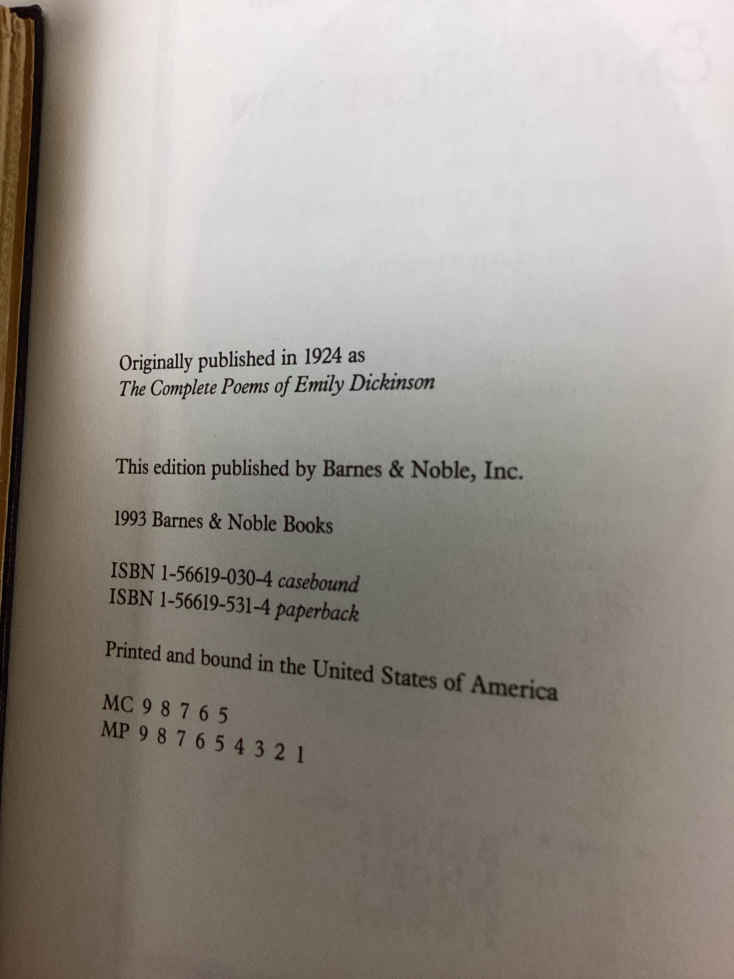 Originally published in 1924 as
The Complete Poems of Emily Dickinson
This edition published by Barnes & Noble, Inc.
1993 Barnes & Noble Books
ISBN 1-56619-030-4 casebound
ISBN 1-56619-531-4 paperback
Printed and bound in the United States of America
MC 9 8 7 6 5
MP 9 8 7 6 5 4 3 2 1